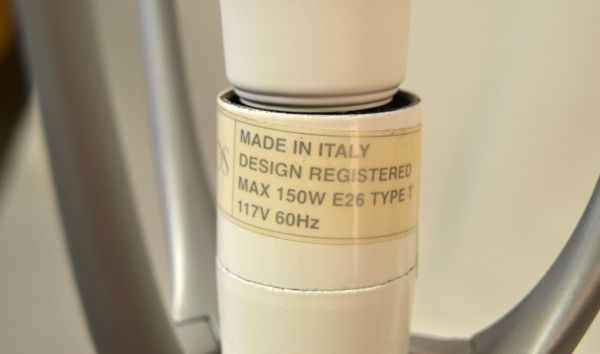 MADE IN ITALY
DESIGN REGISTERED
MAX 150W E26 TYPE T
117V 60Hz